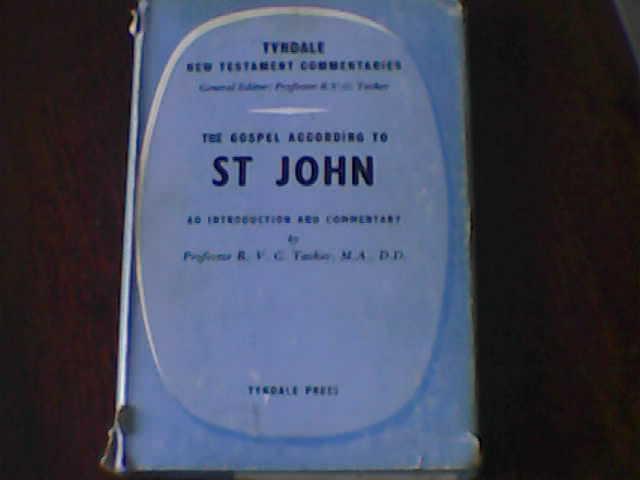 TYNDALE
NEW TESTAMENT COMMENTARIES
General Editor: Professor R.V.G. Tasker
THE GOSPEL ACCORDING TO
ST JOHN
AN INTRODUCTION AND COMMENTARY
by
Professor R. V. G. Tasker, M.A., D.D.
TYNDALE PRESS